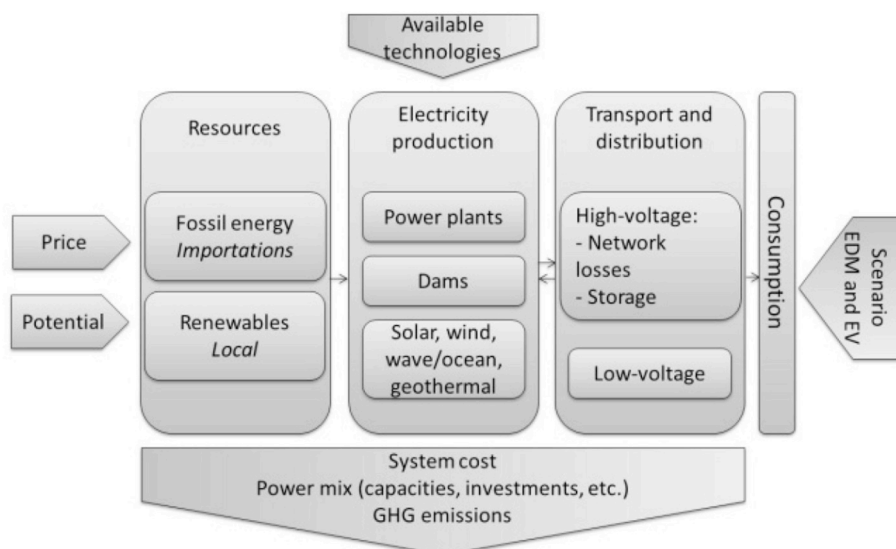 Available
technologies
Resources
Electricity
production
Transport and
distribution
Price
Potential
Fossil energy
Importations
Renewables
Local
Power plants
Dams
Solar, wind,
wave/ocean,
geothermal
High-voltage:
- Network
losses
- Storage
Low-voltage
Consumption
Scenario
EDM and EV
System cost
Power mix (capacities, investments, etc.)
GHG emissions